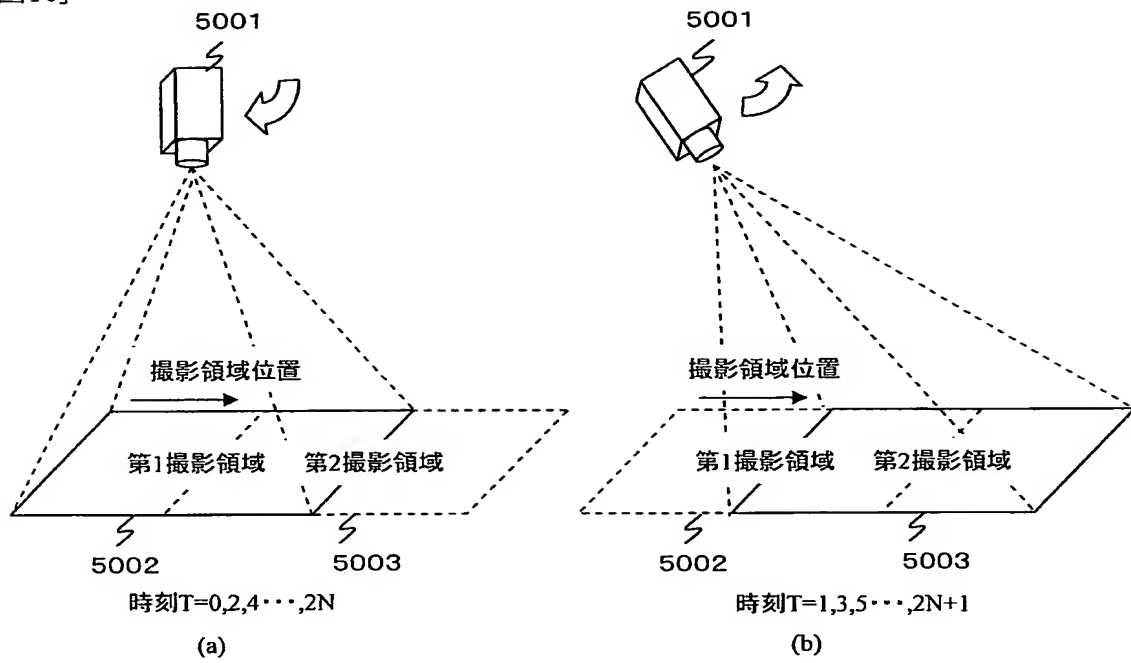 5001
撮影領域位置
第1撮影領域
第2撮影領域
5002
5003
時刻T=0,2,4・・・,2N
(a)
5001
撮影領域位置
第1撮影領域
第2撮影領域
5002
5003
時刻T=1,3,5・・・,2N+1
(b)